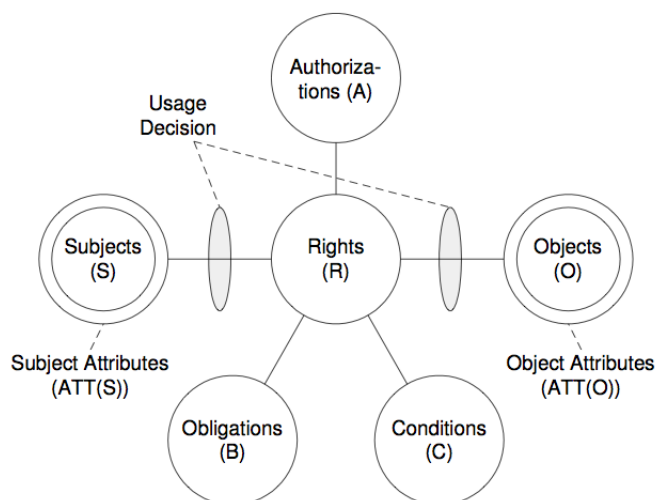 Authoriza-
tions (A)
Usage
Decision
Subjects
(S)
Rights
(R)
Objects
(O)
Subject Attributes
(ATT(S))
Object Attributes
(ATT(O))
Obligations
(B)
Conditions
(C)